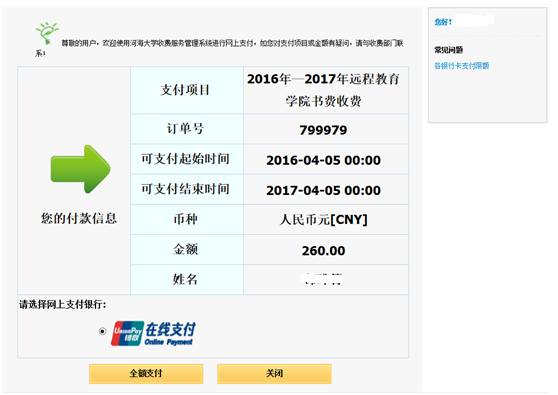 尊敬的用户，欢迎使用河海大学收费服务管理系统进行网上支付，如您对支付项目或金额有疑问，请与收费部门联
系！
您好！
常见问题
各银行卡支付限额
您的付款信息
支付项目
2016年—2017年远程教育
学院书费收费
订单号
799979
可支付起始时间
2016-04-05 00:00
可支付结束时间
2017-04-05 00:00
币种
人民币元[CNY]
金额
260.00
姓名
请选择网上支付银行：
UnionPay
银联
在线支付
Online Payment
全额支付
关闭